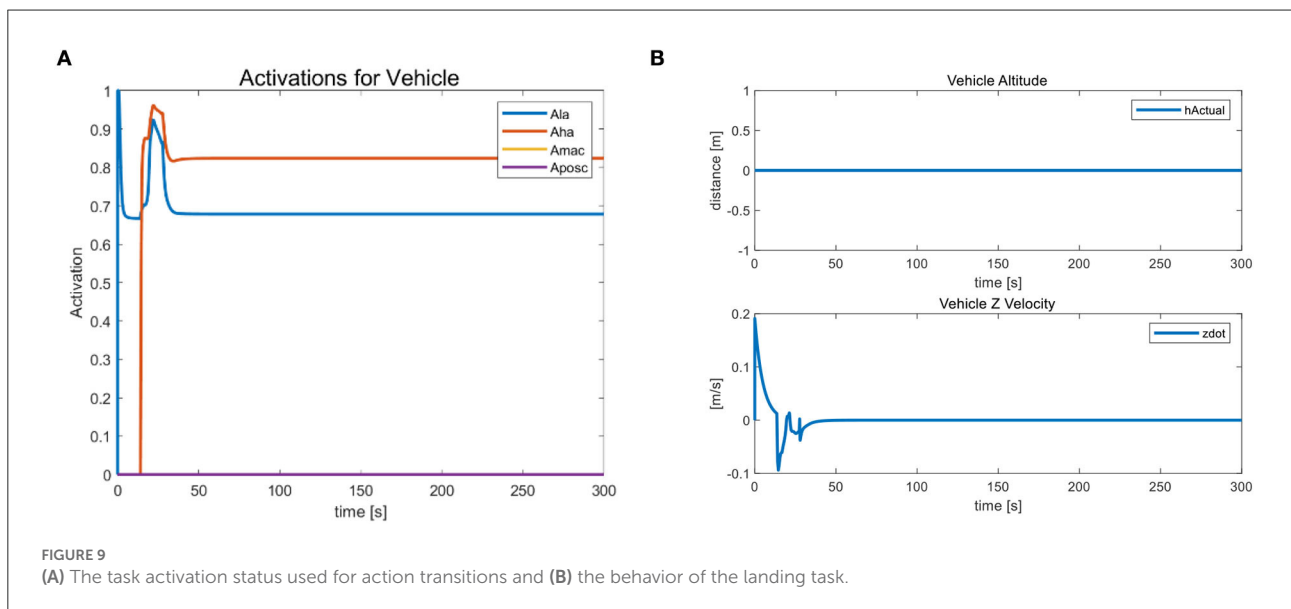 A
Activations for Vehicle
Activation
1
0.9
0.8
0.7
0.6
0.5
0.4
0.3
0.2
0.1
0
Ala
Aha
Amac
Aposc
0 50 100 150 200 250 300
time [s]
B
Vehicle Altitude
distance [m]
1
0.5
0
-0.5
-1
hActual
0 50 100 150 200 250 300
time [s]
Vehicle Z Velocity
[m/s]
0.2
0.1
0
-0.1
zdot
0 50 100 150 200 250 300
time [s]
FIGURE 9
(A) The task activation status used for action transitions and (B) the behavior of the landing task.